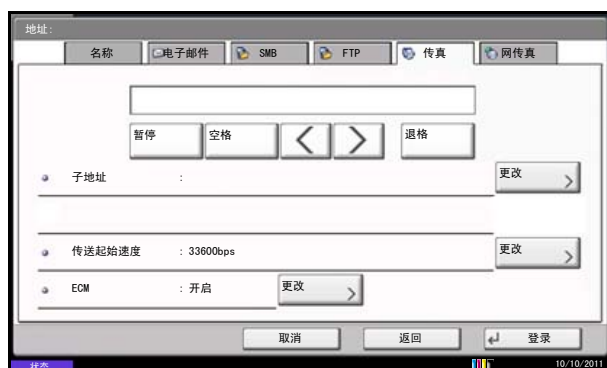 地址:
名称 电子邮件 SMB FTP 传真 网传真
暂停 空格 退格
子地址 : 更改
传送起始速度 : 33600bps 更改
ECM : 开启 更改
取消 返回 登录
状态 10/10/2011